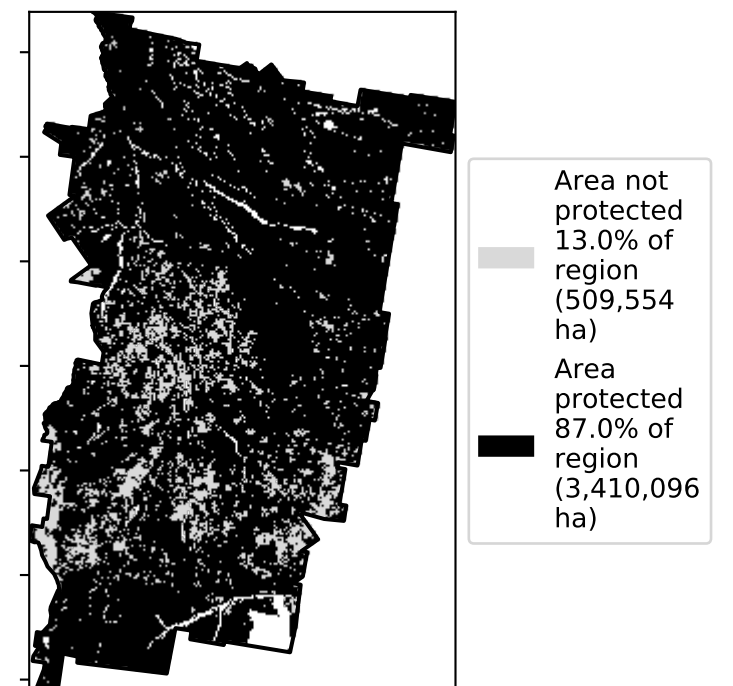 Area not
protected
13.0% of
region
(509,554
ha)
Area
protected
87.0% of
region
(3,410,096
ha)